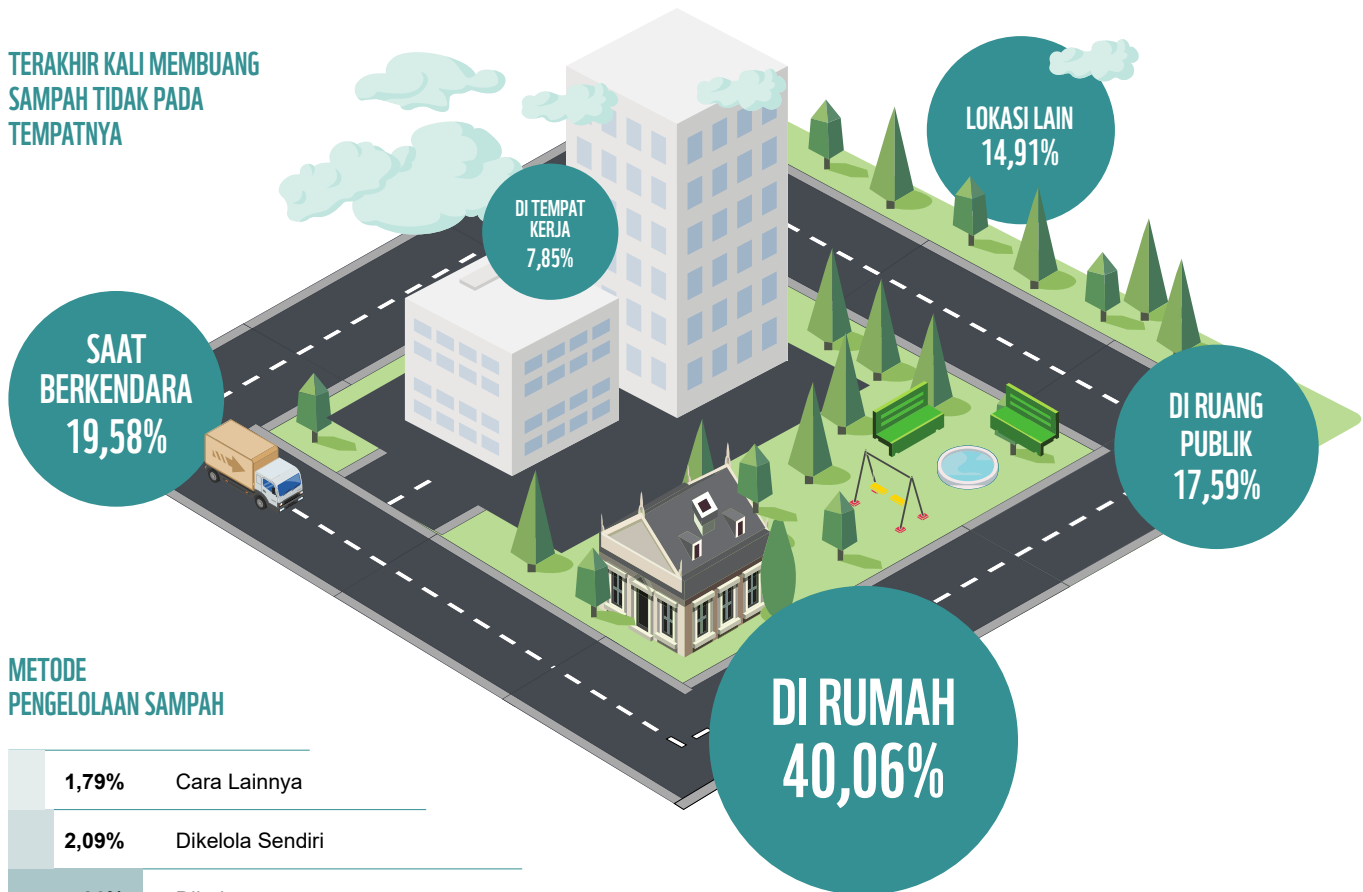 TERAKHIR KALI MEMBUANG
SAMPAH TIDAK PADA
TEMPATNYA
LOKASI LAIN
14,91%
DI TEMPAT
KERJA
7,85%
SAAT
BERKENDARA
19,58%
DI RUANG
PUBLIK
17,59%
DI RUMAH
40,06%
METODE
PENGELOLAAN SAMPAH
1,79% Cara Lainnya
2,09% Dikelola Sendiri